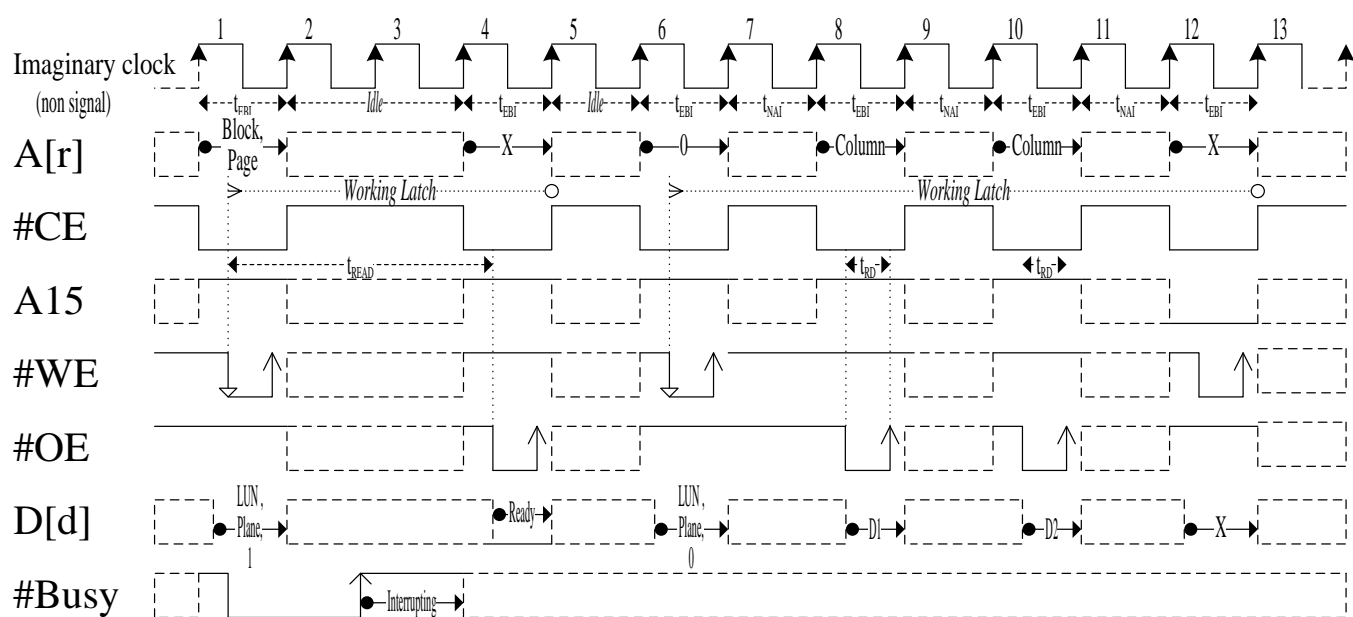 1 2 3 4 5 6 7 8 9 10 11 12 13
Imaginary clock
(non signal)
tEBI Idle tEBI Idle tEBI tNAI tEBI tNAI tEBI tNAI tEBI
A[r]
Block,
Page
X 0 Column Column X
Working Latch Working Latch
#CE
tREAD tRD tRD
A15
#WE
#OE
D[d]
LUN,
Plane,
1
Ready
LUN,
Plane,
0
D1 D2 X
#Busy
Interrupting